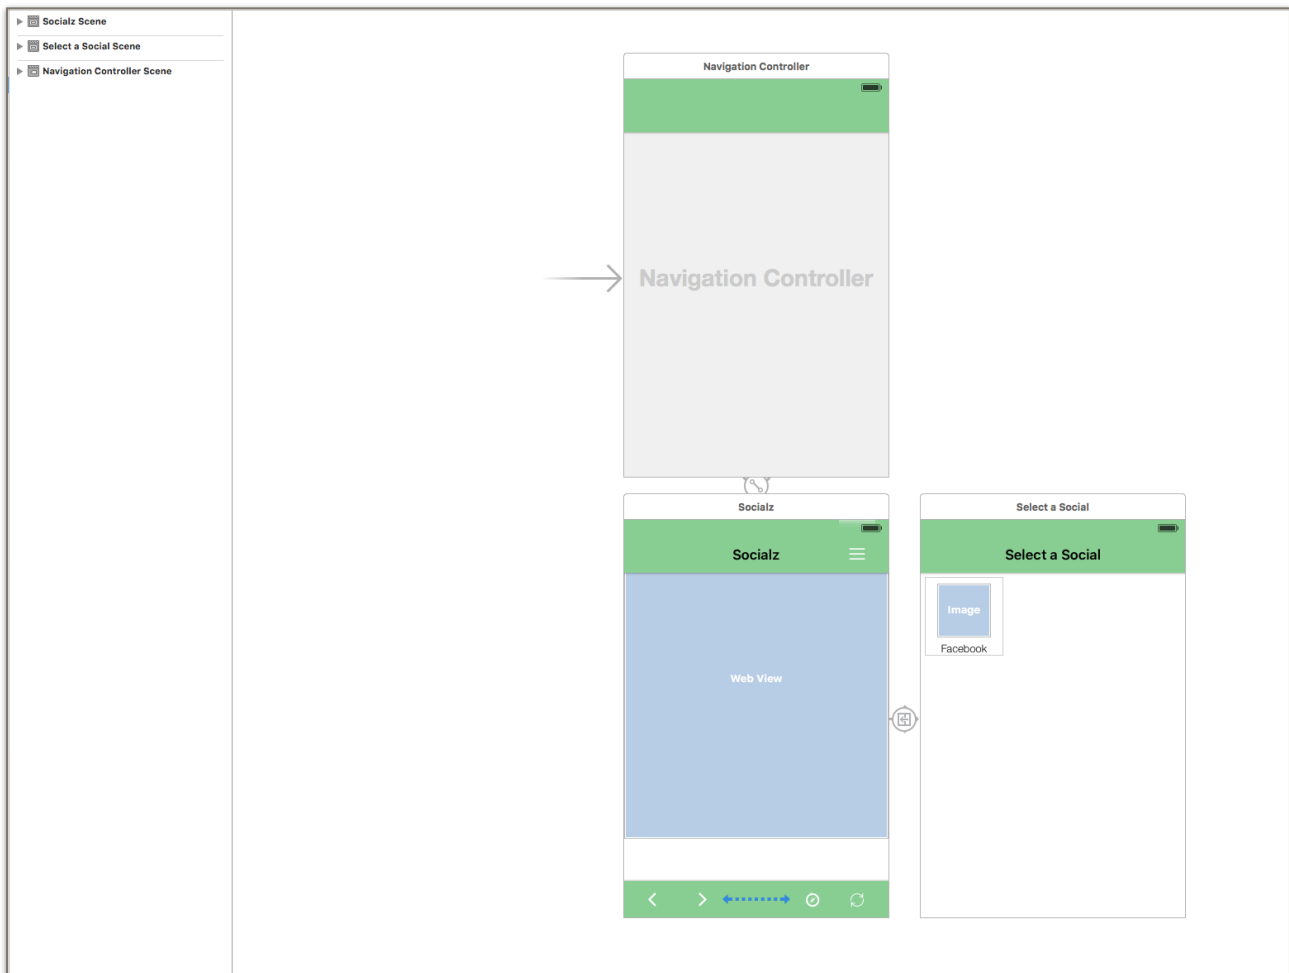 Socialz Scene
Select a Social Scene
Navigation Controller Scene
Navigation Controller
Navigation Controller
Socialz
Socialz
Web View
Select a Social
Select a Social
Image
Facebook